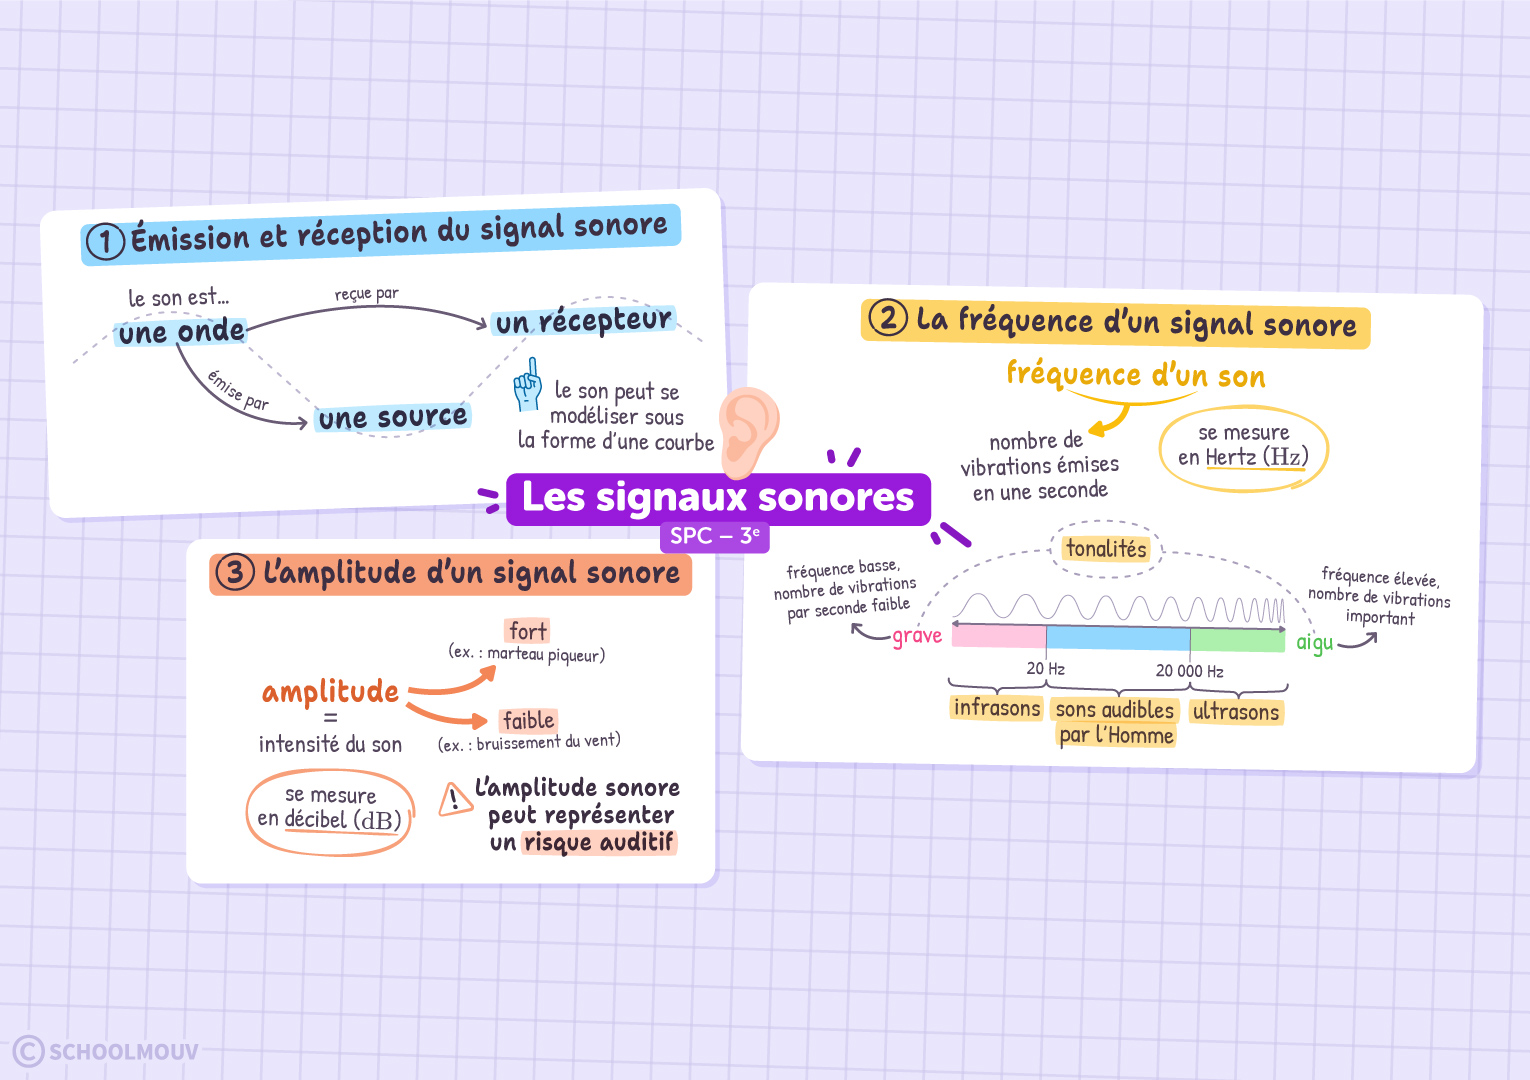 ① Émission et réception du signal sonore
le son est...
une onde
reçue par
un récepteur
émise par
une source
le son peut se
modéliser sous
la forme d'une courbe
Les signaux sonores
SPC – 3e
② La fréquence d'un signal sonore
fréquence d'un son
nombre de
vibrations émises
en une seconde
se mesure
en Hertz (Hz)
tonalités
fréquence basse,
nombre de vibrations
par seconde faible
grave
fréquence élevée,
nombre de vibrations
important
aigu
20 Hz
20 000 Hz
infrasons
sons audibles
par l'Homme
ultrasons
③ L'amplitude d'un signal sonore
fort
(ex. : marteau piqueur)
amplitude
=
intensité du son
faible
(ex. : bruissement du vent)
se mesure
en décibel (dB)
! L'amplitude sonore
peut représenter
un risque auditif
© SCHOOLMOUV